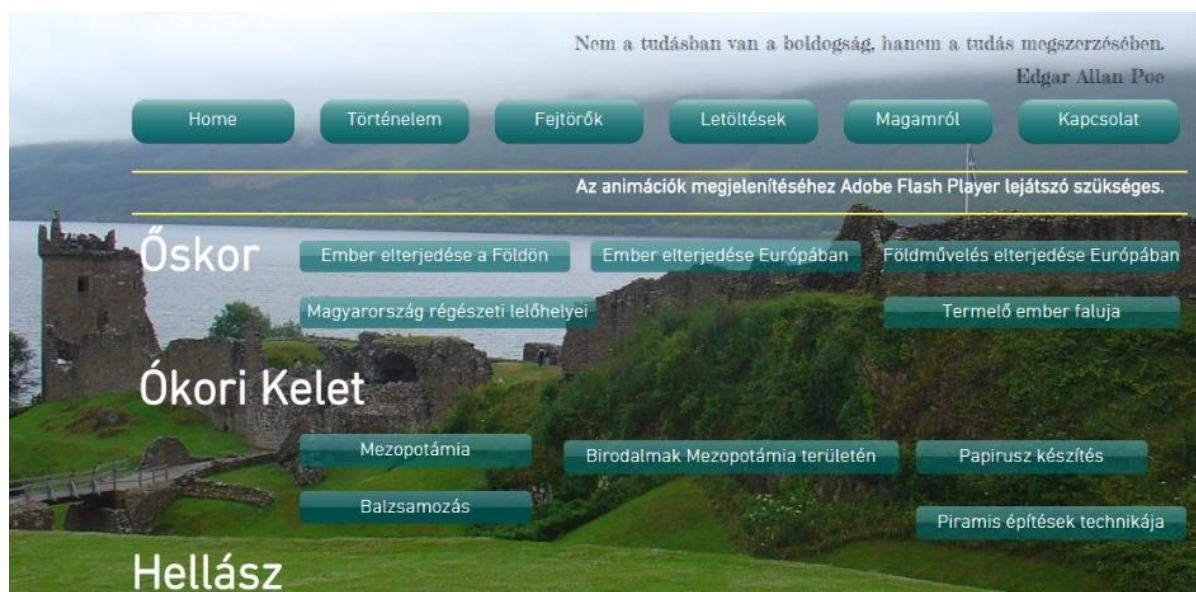 Nem a tudásban van a boldogság, hanem a tudás megszerzésében.
Edgar Allan Poe
Home Történelem Fejtörők Letöltések Magamról Kapcsolat
Az animációk megjelenítéséhez Adobe Flash Player lejátszó szükséges.
Őskor Ember elterjedése a Földön Ember elterjedése Európában Földművelés elterjedése Európában
Magyarország régészeti lelőhelyei Termelő ember faluja
Ókori Kelet
Mezopotámia Birodalmak Mezopotámia területén Papirusz készítés
Balzsamozás Piramis építések technikája
Hellász